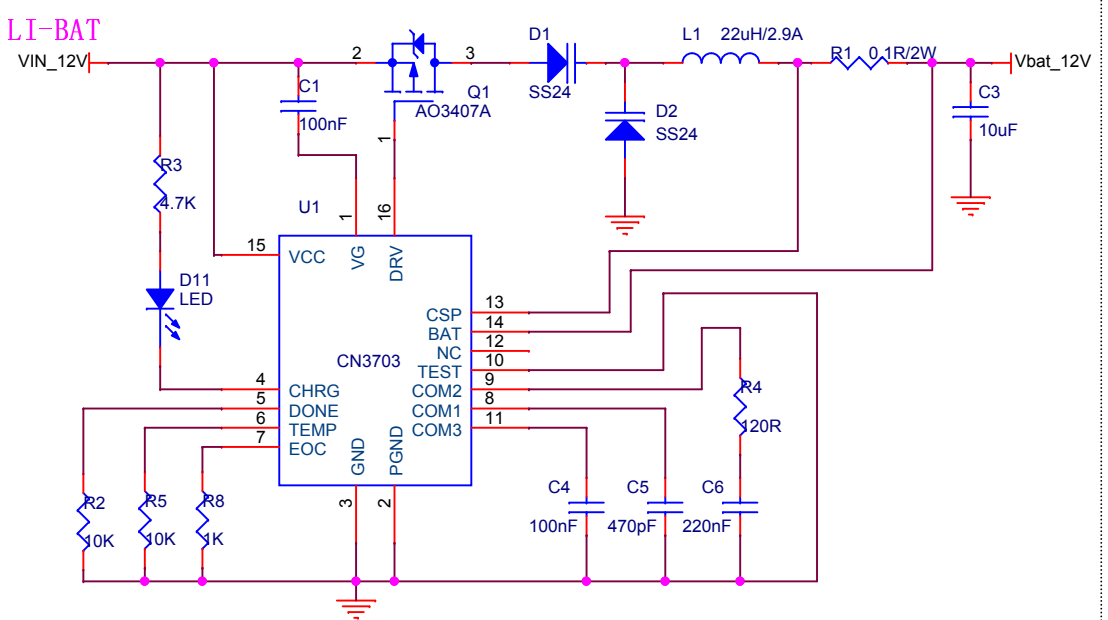 LI-BAT
VIN_12V
2
3
D1
SS24
L1
22uH/2.9A
R1
0.1R/2W
Vbat_12V
C1
100nF
Q1
AO3407A
1
D2
SS24
C3
10uF
R3
4.7K
U1
1
16
15
VCC
VG
DRV
D11
LED
CSP
13
BAT
14
NC
12
TEST
10
COM2
9
COM1
8
COM3
11
CN3703
4
CHRG
5
DONE
6
TEMP
7
EOC
GND
PGND
3
2
R4
120R
R2
10K
R5
10K
R8
1K
C4
100nF
C5
470pF
C6
220nF